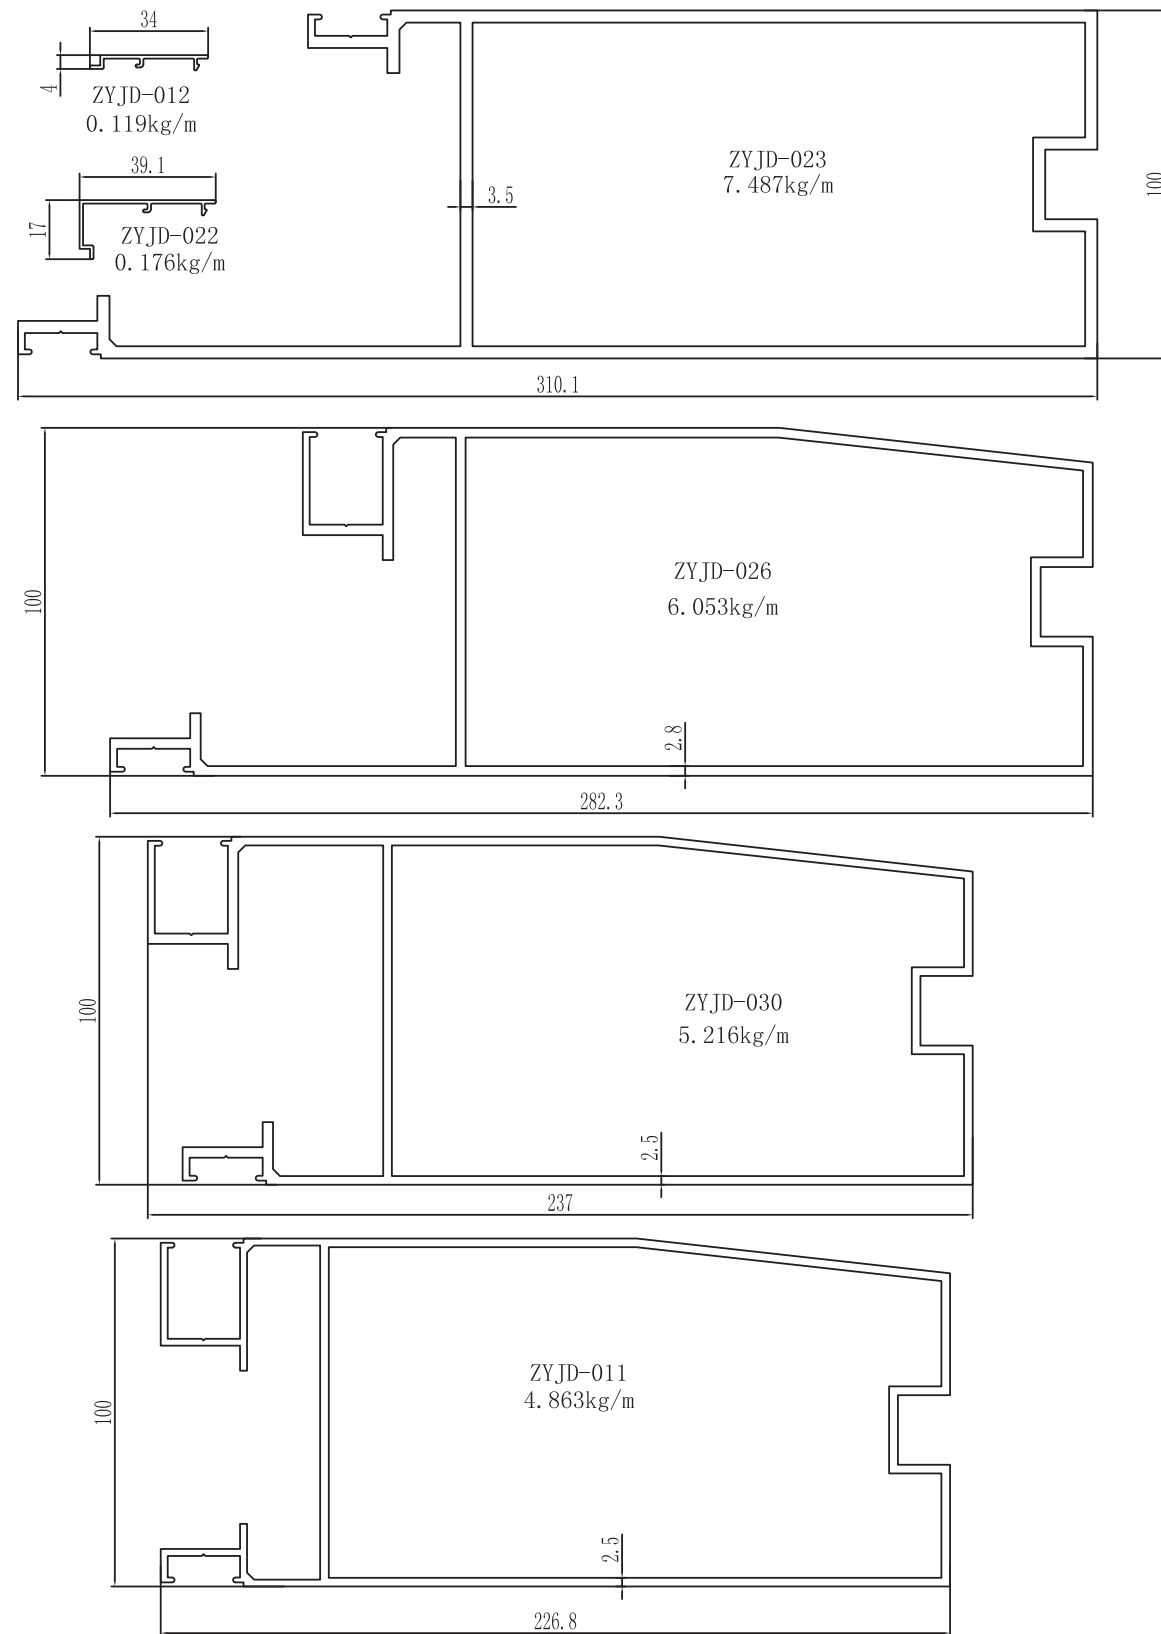 34
4
ZYJD-012
0.119kg/m
39.1
17
ZYJD-022
0.176kg/m
ZYJD-023
7.487kg/m
3.5
100
310.1
100
ZYJD-026
6.053kg/m
2.8
282.3
100
ZYJD-030
5.216kg/m
2.5
237
100
ZYJD-011
4.863kg/m
2.5
226.8